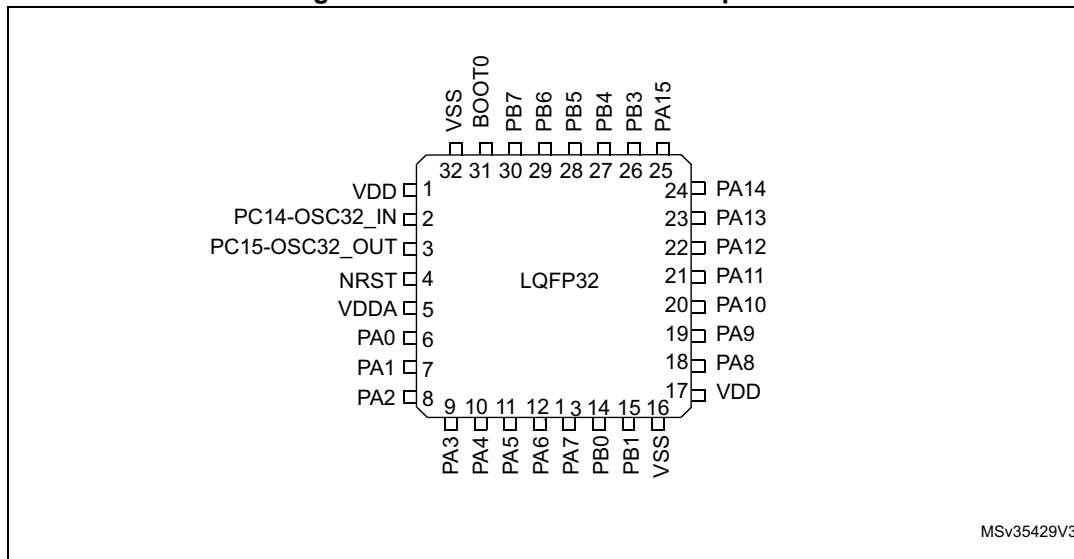 VSS
BOOT0
PB7
PB6
PB5
PB4
PB3
PA15
32 31 30 29 28 27 26 25
VDD 1
PC14-OSC32_IN 2
PC15-OSC32_OUT 3
NRST 4
VDDA 5
PA0 6
PA1 7
PA2 8
LQFP32
24 PA14
23 PA13
22 PA12
21 PA11
20 PA10
19 PA9
18 PA8
17 VDD
9 10 11 12 1 3 14 15 16
PA3
PA4
PA5
PA6
PA7
PB0
PB1
VSS
MSv35429V3